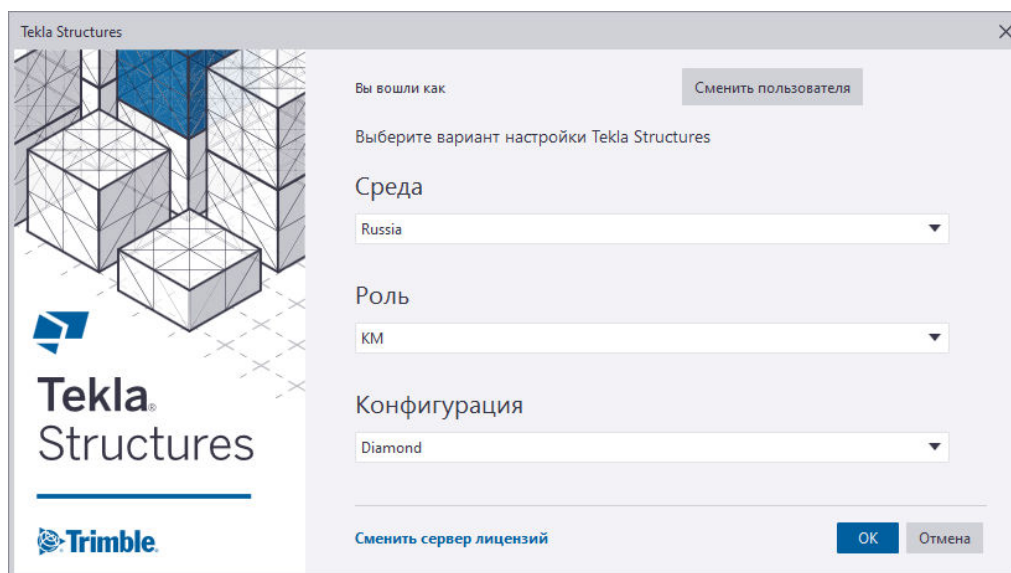 Tekla Structures
Вы вошли как
Сменить пользователя
Выберите вариант настройки Tekla Structures
Среда
Russia
Роль
КМ
Конфигурация
Diamond
Tekla®
Structures
Trimble.
Сменить сервер лицензий
OK
Отмена